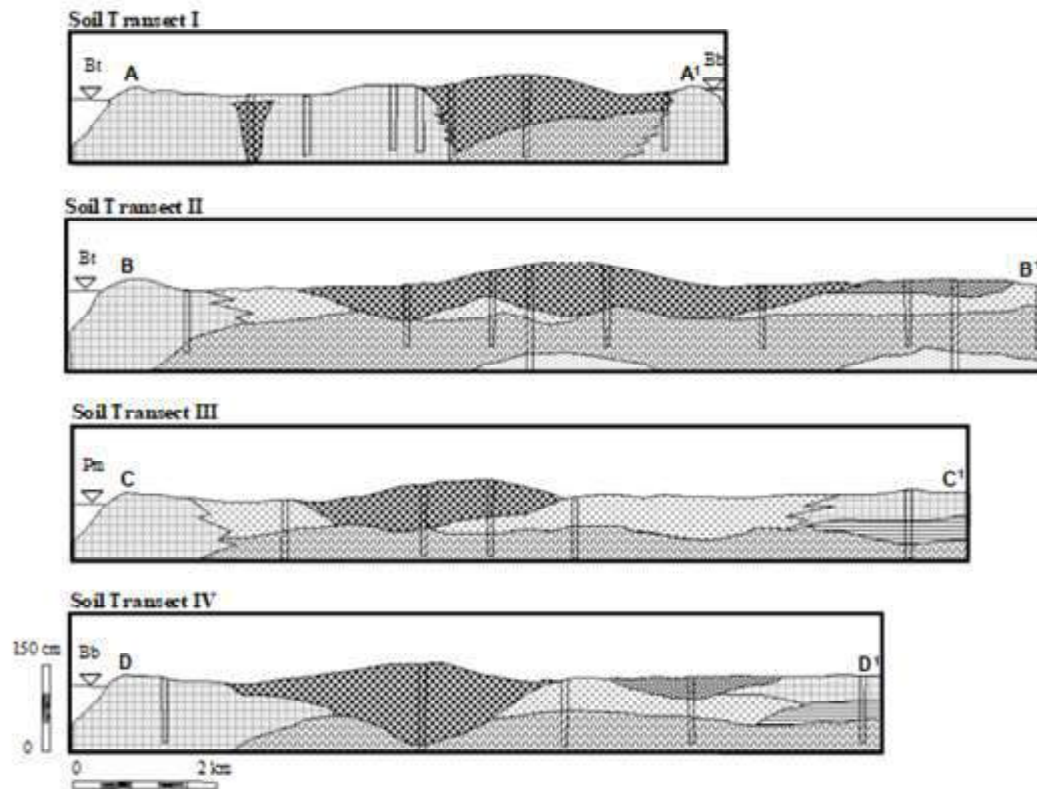 Soil Transect I
Bt A A¹ Bb
Soil Transect II
Bt B B¹
Soil Transect III
Pm C C¹
Soil Transect IV
150 cm Bb D D¹
0
0 2 km